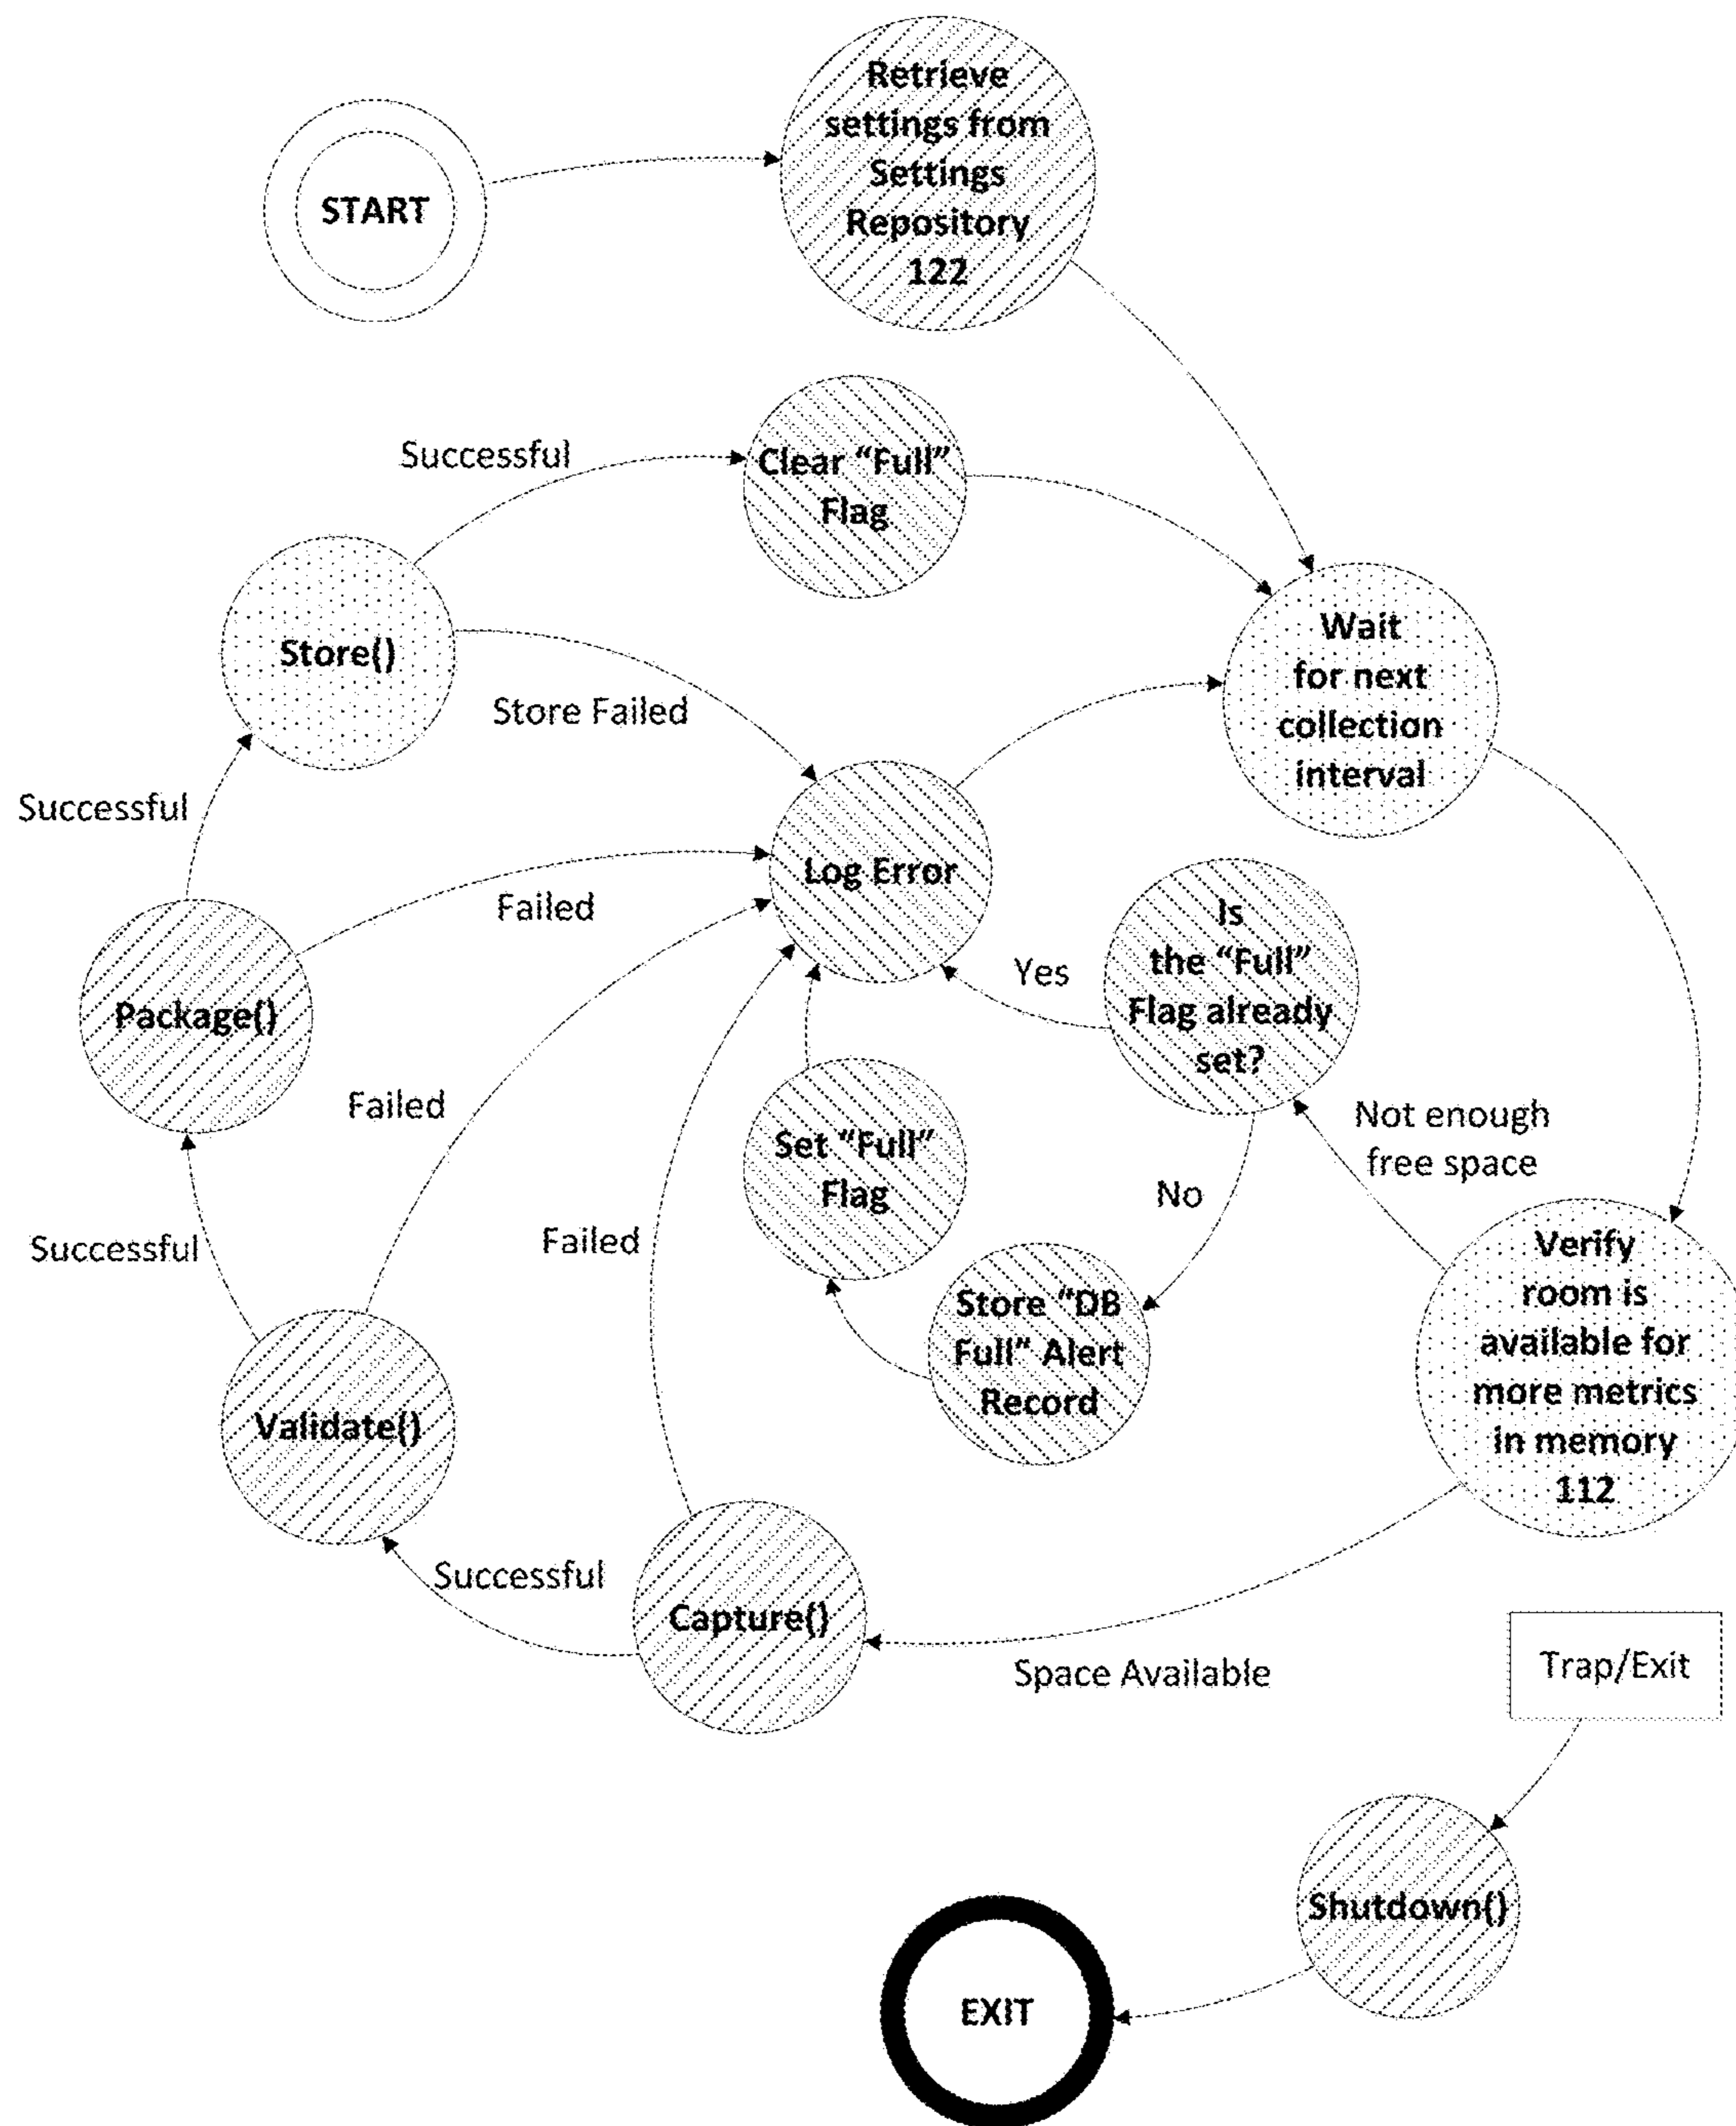 Retrieve
settings from
Settings
Repository
122
START
Successful
Clear “Full”
Flag
Store()
Store Failed
Wait
for next
collection
interval
Successful
Log Error
Failed
Is
the “Full”
Flag already
set?
Yes
Package()
Failed
Set “Full”
Flag
Not enough
free space
No
Successful
Failed
Store “DB
Full” Alert
Record
Verify
room is
available for
more metrics
in memory
112
Validate()
Successful
Capture()
Space Available
Trap/Exit
Shutdown()
EXIT